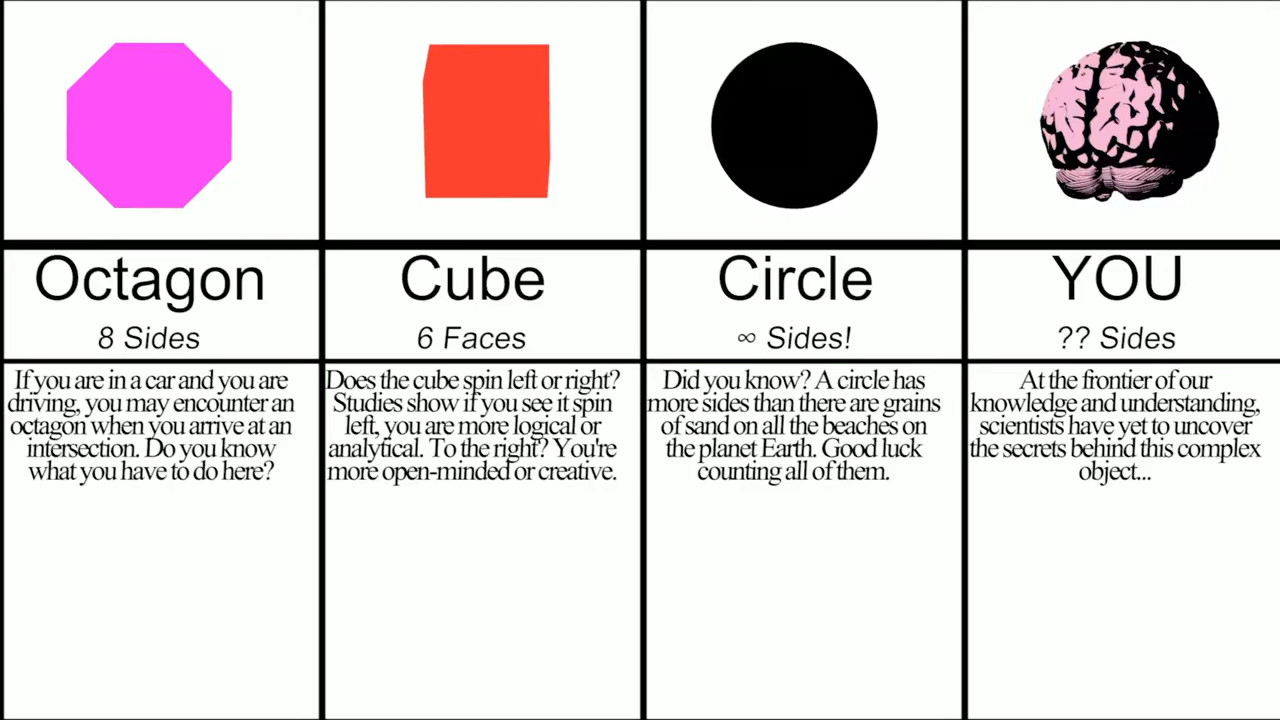 Octagon
8 Sides
If you are in a car and you are
driving, you may encounter an
octagon when you arrive at an
intersection. Do you know
what you have to do here?
Cube
6 Faces
Does the cube spin left or right?
Studies show if you see it spin
left, you are more logical or
analytical. To the right? You're
more open-minded or creative.
Circle
∞ Sides!
Did you know? A circle has
more sides than there are grains
of sand on all the beaches on
the planet Earth. Good luck
counting all of them.
YOU
?? Sides
At the frontier of our
knowledge and understanding,
scientists have yet to uncover
the secrets behind this complex
object...